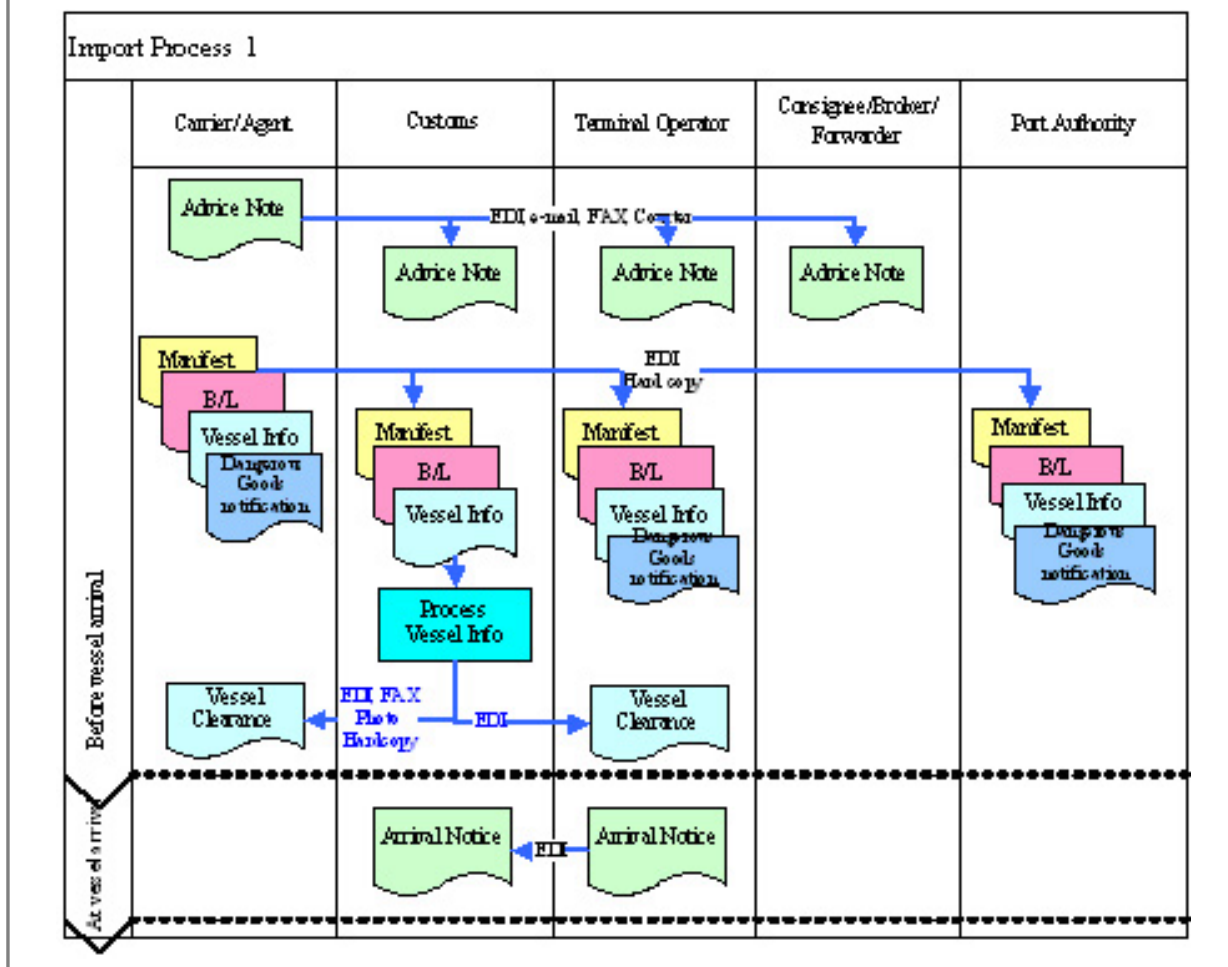 Import Process 1
Carrier/Agent
Customs
Terminal Operator
Consignee/Broker/
Forwarder
Port Authority
Advice Note
EDI, e-mail, FAX, Counter
Advice Note
Advice Note
Advice Note
Manifest
B/L
Vessel Info
Dangerous
Goods
notification
EDI
Hard copy
Manifest
B/L
Vessel Info
Manifest
B/L
Vessel Info
Dangerous
Goods
notification
Manifest
B/L
Vessel Info
Dangerous
Goods
notification
Process
Vessel Info
Before vessel arrival
Vessel
Clearance
EDI, FAX
Photo
Hardcopy
EDI
Vessel
Clearance
At vessel arrival
Arrival Notice
EDI
Arrival Notice